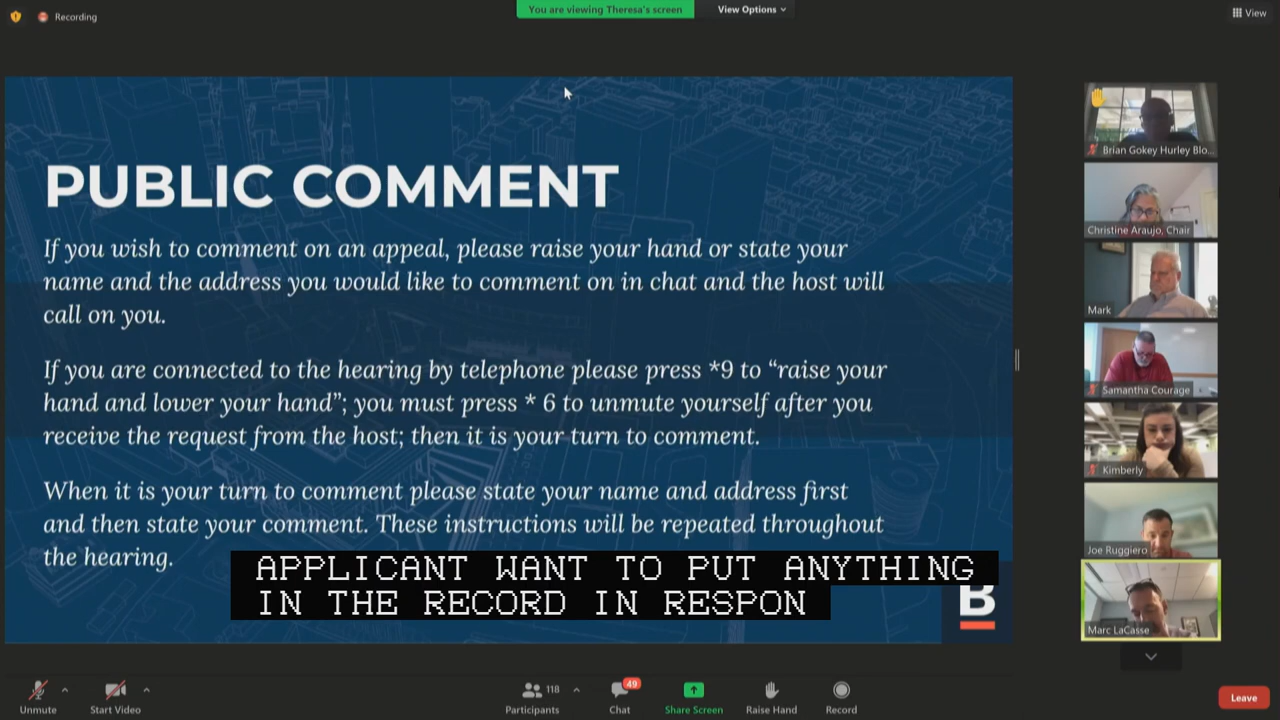 Recording
You are viewing Theresa's screen
View Options
View
PUBLIC COMMENT
If you wish to comment on an appeal, please raise your hand or state your
name and the address you would like to comment on in chat and the host will
call on you.
If you are connected to the hearing by telephone please press *9 to “raise your
hand and lower your hand”; you must press * 6 to unmute yourself after you
receive the request from the host; then it is your turn to comment.
When it is your turn to comment please state your name and address first
and then state your comment. These instructions will be repeated throughout
the hearing.
APPLICANT WANT TO PUT ANYTHING
IN THE RECORD IN RESPON
B
Brian Gokey Hurley Blo...
Christine Araujo, Chair
Mark
Samantha Courage
Kimberly
Joe Ruggiero
Marc LaCasse
Unmute
Start Video
118
Participants
49
Chat
Share Screen
Raise Hand
Record
Leave